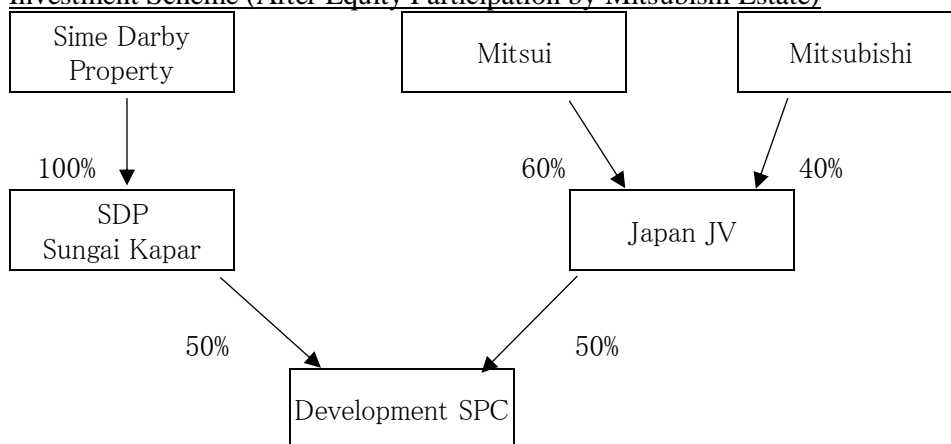 Investment Scheme (After Equity Participation by Mitsubishi Estate)
Sime Darby
Property
Mitsui
Mitsubishi
100%
60%
40%
SDP
Sungai Kapar
Japan JV
50%
50%
Development SPC